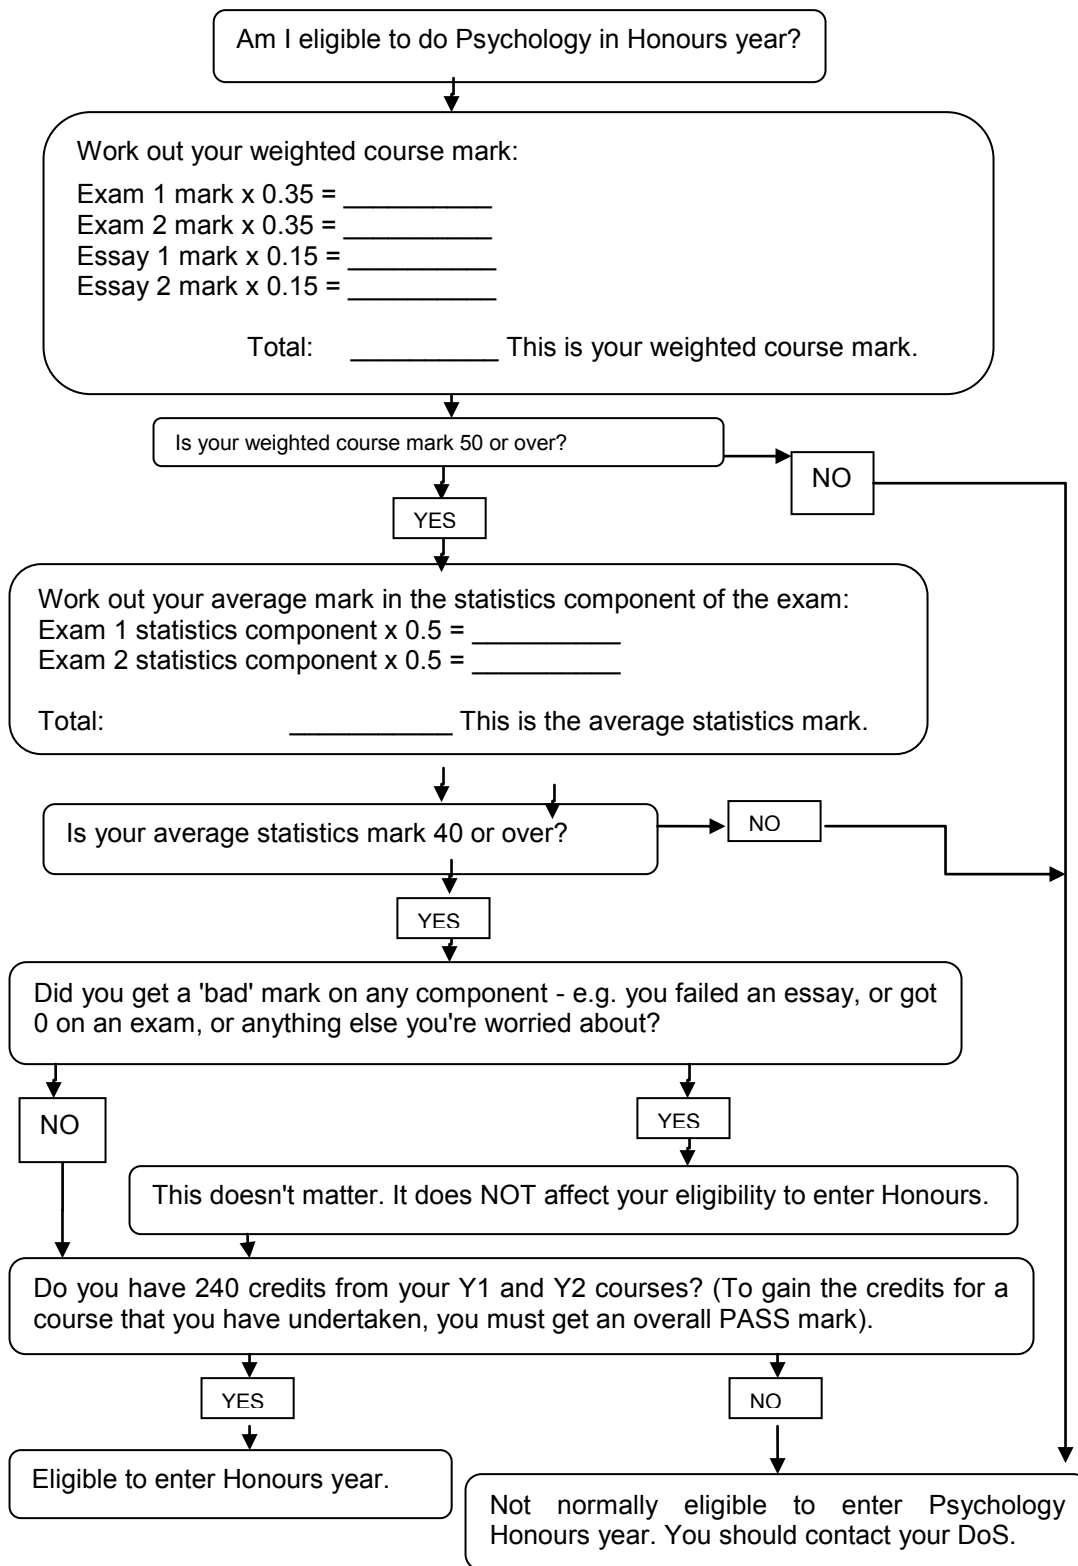 Am I eligible to do Psychology in Honours year?
Work out your weighted course mark:
Exam 1 mark x 0.35 = __________
Exam 2 mark x 0.35 = __________
Essay 1 mark x 0.15 = __________
Essay 2 mark x 0.15 = __________
Total: __________ This is your weighted course mark.
Is your weighted course mark 50 or over?
NO
YES
Work out your average mark in the statistics component of the exam:
Exam 1 statistics component x 0.5 = __________
Exam 2 statistics component x 0.5 = __________
Total: ___________ This is the average statistics mark.
Is your average statistics mark 40 or over?
NO
YES
Did you get a 'bad' mark on any component - e.g. you failed an essay, or got
0 on an exam, or anything else you're worried about?
NO
YES
This doesn't matter. It does NOT affect your eligibility to enter Honours.
Do you have 240 credits from your Y1 and Y2 courses? (To gain the credits for a
course that you have undertaken, you must get an overall PASS mark).
YES
NO
Eligible to enter Honours year.
Not normally eligible to enter Psychology
Honours year. You should contact your DoS.